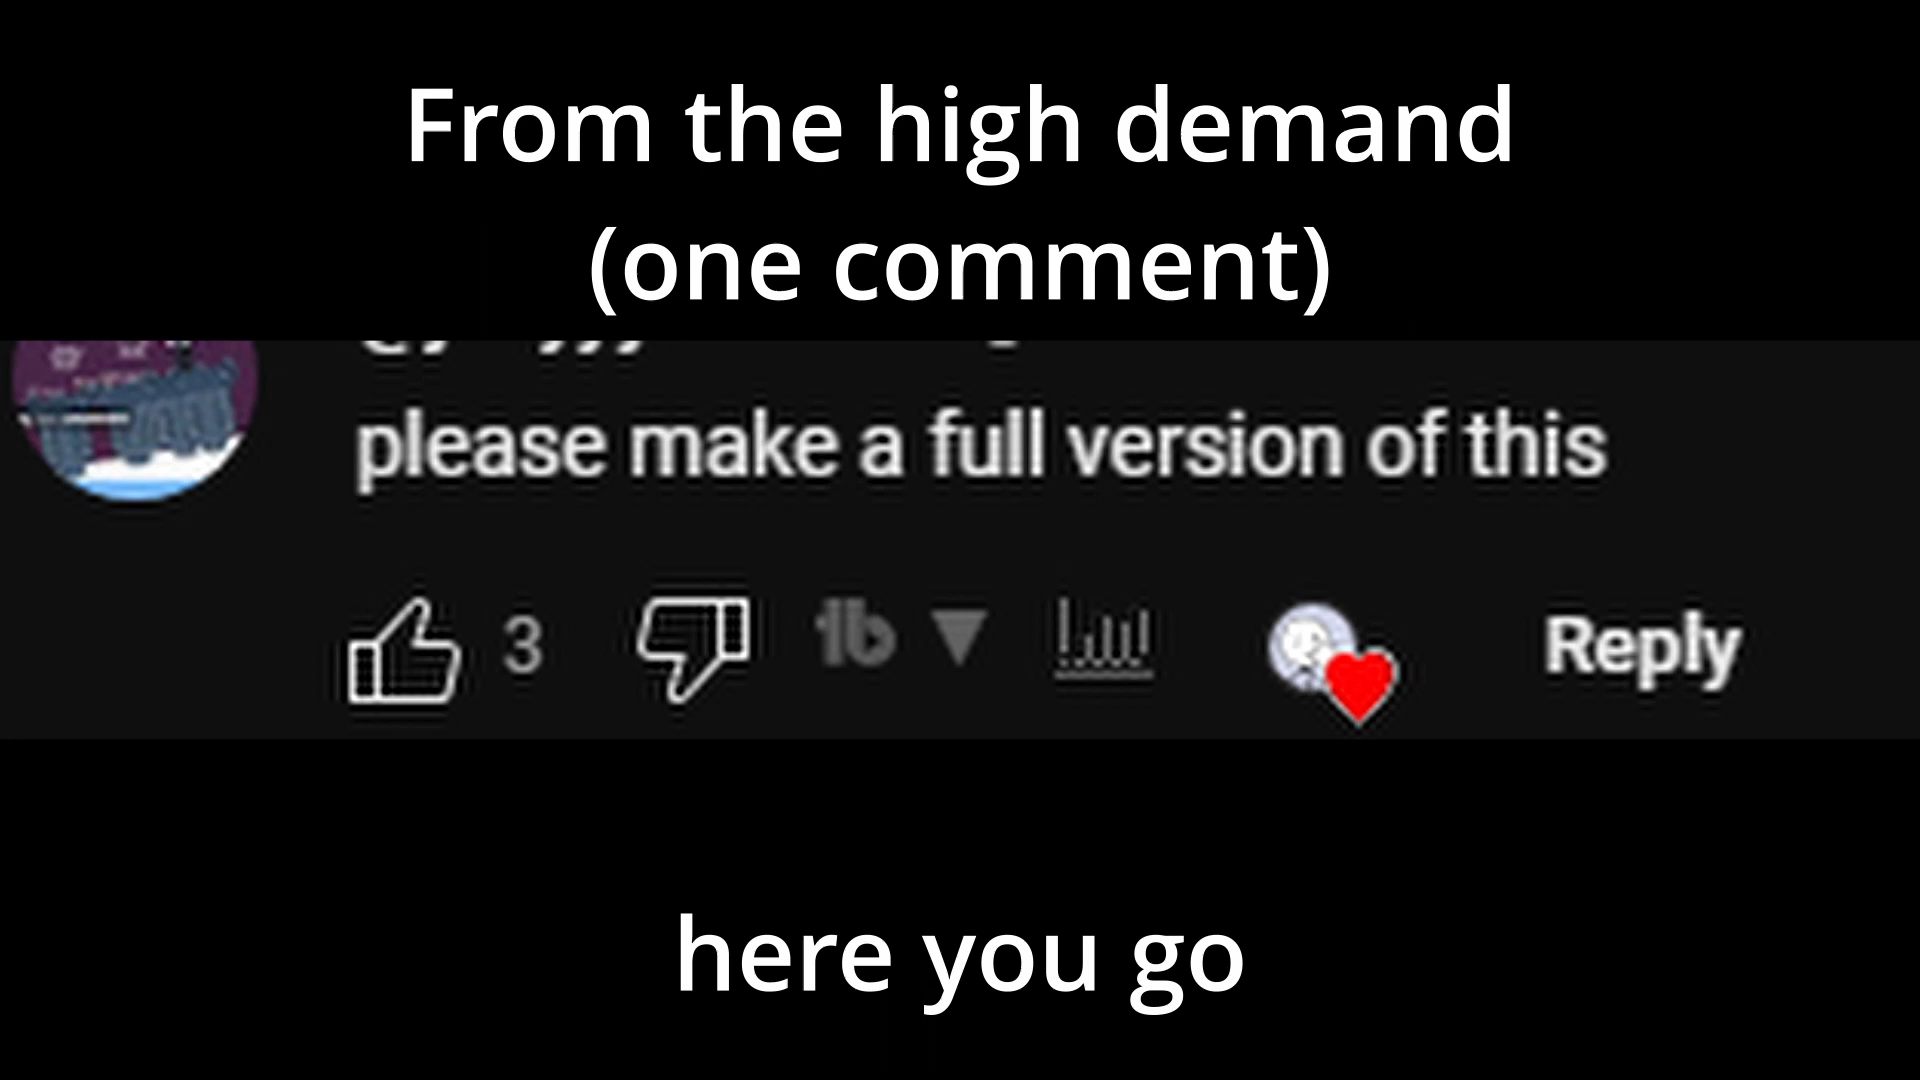 From the high demand
(one comment)
please make a full version of this
3
Reply
here you go